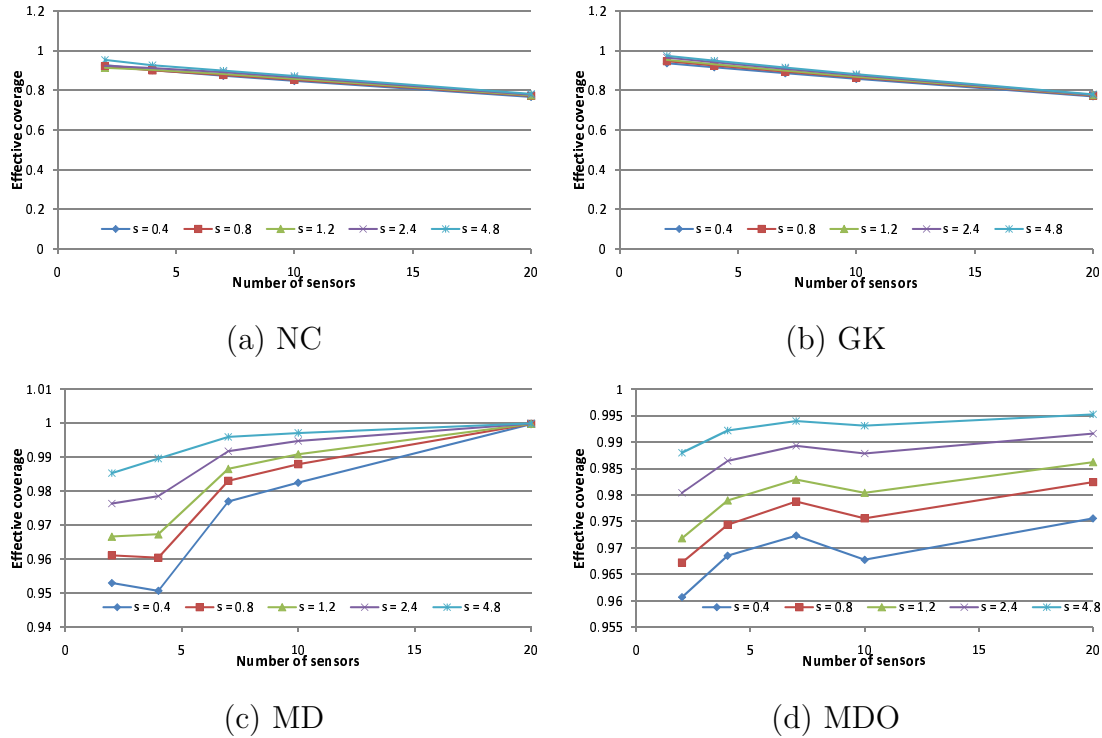 1.2
1
0.8
0.6
0.4
0.2
0
Effective coverage
s = 0.4 s = 0.8 s = 1.2 s = 2.4 s = 4.8
0 5 10 15 20
Number of sensors
(a) NC
1.2
1
0.8
0.6
0.4
0.2
0
Effective coverage
s = 0.4 s = 0.8 s = 1.2 s = 2.4 s = 4.8
0 5 10 15 20
Number of sensors
(b) GK
1.01
1
0.99
0.98
0.97
0.96
0.95
0.94
Effective coverage
s = 0.4 s = 0.8 s = 1.2 s = 2.4 s = 4.8
0 5 10 15 20
Number of sensors
(c) MD
1
0.995
0.99
0.985
0.98
0.975
0.97
0.965
0.96
0.955
Effective coverage
s = 0.4 s = 0.8 s = 1.2 s = 2.4 s = 4.8
0 5 10 15 20
Number of sensors
(d) MDO